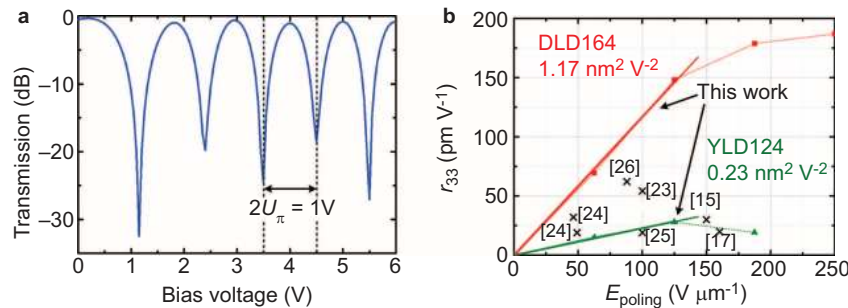 a
0
−10
−20
−30
Transmission (dB)
2Uπ = 1V
0 1 2 3 4 5 6
Bias voltage (V)
b
200
150
100
50
0
r33 (pm V-1)
DLD164
1.17 nm² V-2
This work
YLD124
0.23 nm² V-2
[26]
[23]
[15]
[24]
[24]
[25]
[17]
0 50 100 150 200 250
Epoling (V μm-1)